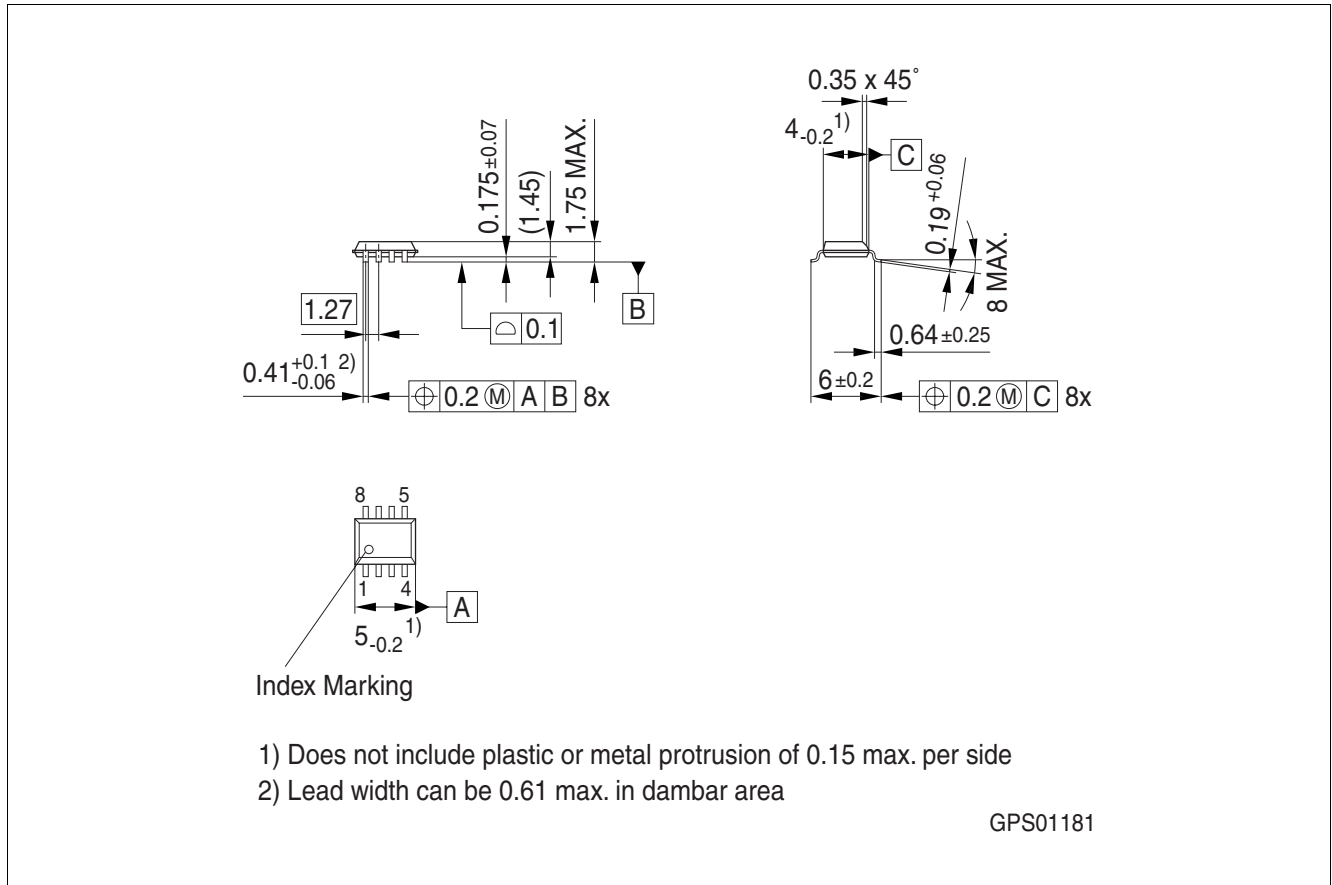 0.175±0.07
(1.45)
1.75 MAX.
1.27
0.1
B
0.41 +0.1 -0.06 2)
0.2 Ⓜ A B 8x
0.35 x 45˚
4-0.2 1)
C
0.19 +0.06
8 MAX.
0.64 ±0.25
6±0.2
0.2 Ⓜ C 8x
8 5
1 4
A
5-0.2 1)
Index Marking
1) Does not include plastic or metal protrusion of 0.15 max. per side
2) Lead width can be 0.61 max. in dambar area
GPS01181